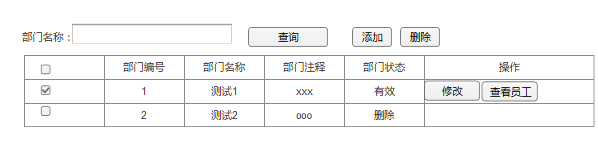 部门名称： 查询 添加 删除
部门编号 部门名称 部门注释 部门状态 操作
1 测试1 xxx 有效 修改 查看员工
2 测试2 ooo 删除